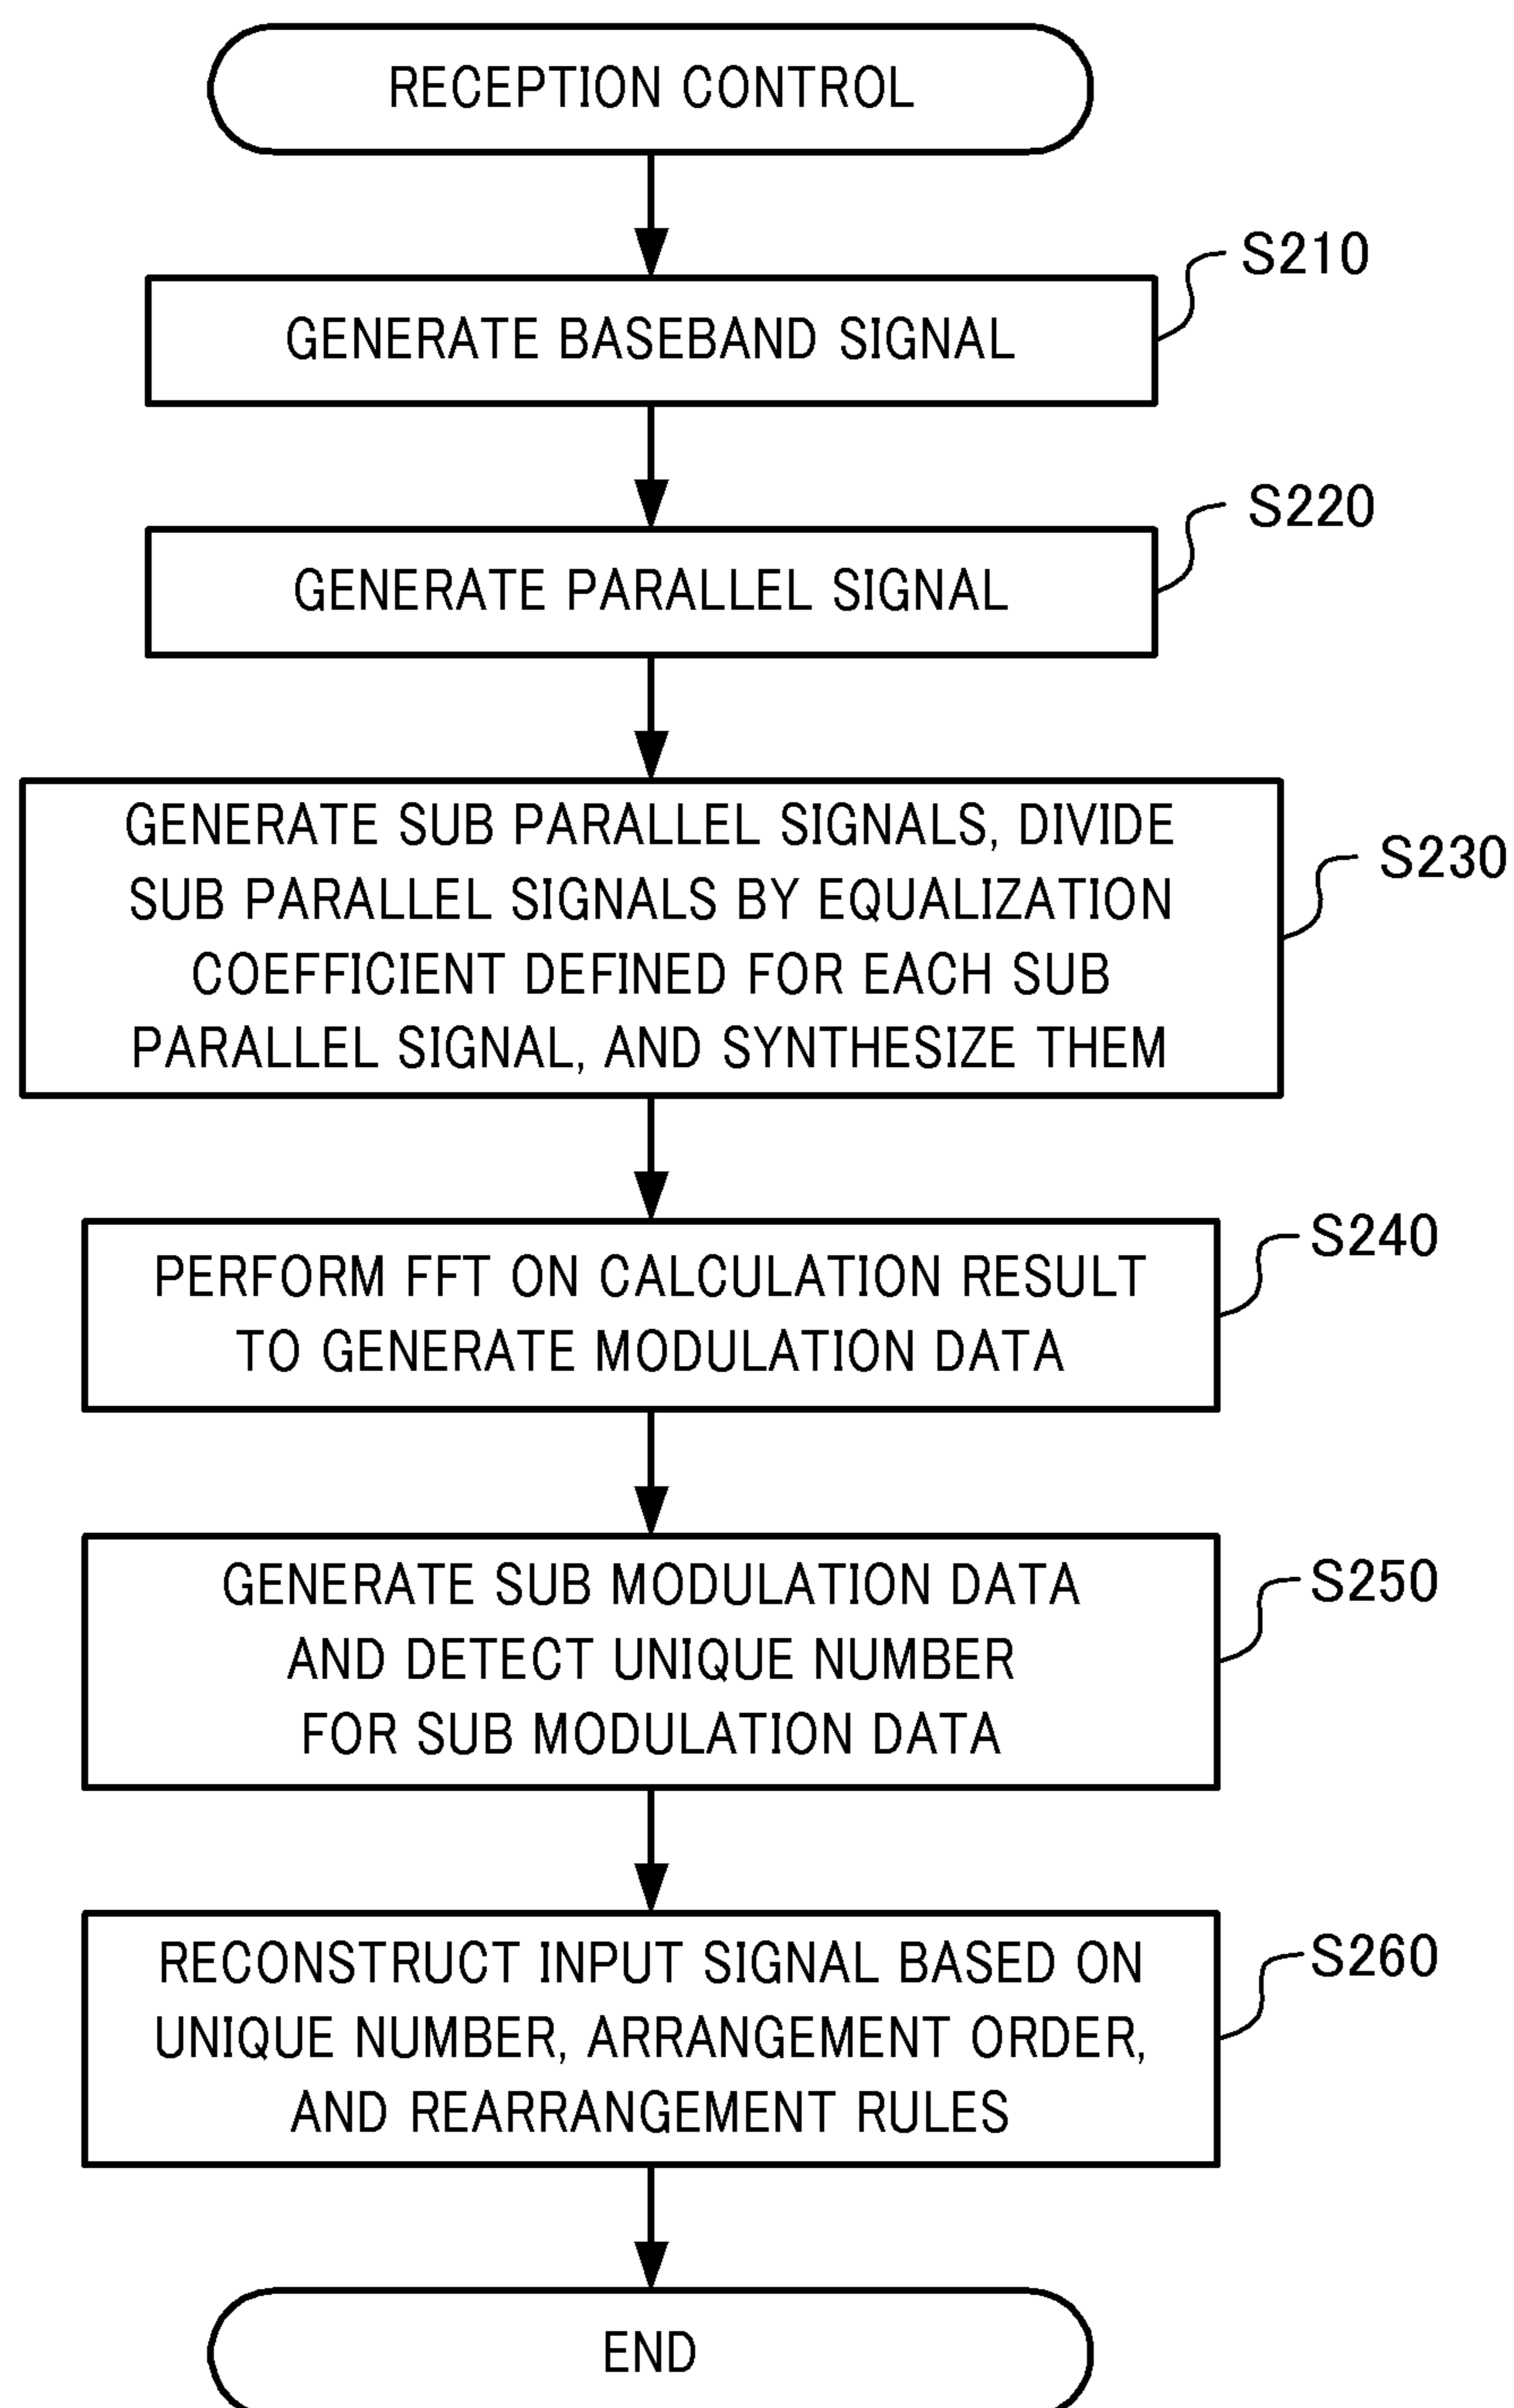 RECEPTION CONTROL
S210
GENERATE BASEBAND SIGNAL
S220
GENERATE PARALLEL SIGNAL
S230
GENERATE SUB PARALLEL SIGNALS, DIVIDE
SUB PARALLEL SIGNALS BY EQUALIZATION
COEFFICIENT DEFINED FOR EACH SUB
PARALLEL SIGNAL, AND SYNTHESIZE THEM
S240
PERFORM FFT ON CALCULATION RESULT
TO GENERATE MODULATION DATA
S250
GENERATE SUB MODULATION DATA
AND DETECT UNIQUE NUMBER
FOR SUB MODULATION DATA
S260
RECONSTRUCT INPUT SIGNAL BASED ON
UNIQUE NUMBER, ARRANGEMENT ORDER,
AND REARRANGEMENT RULES
END